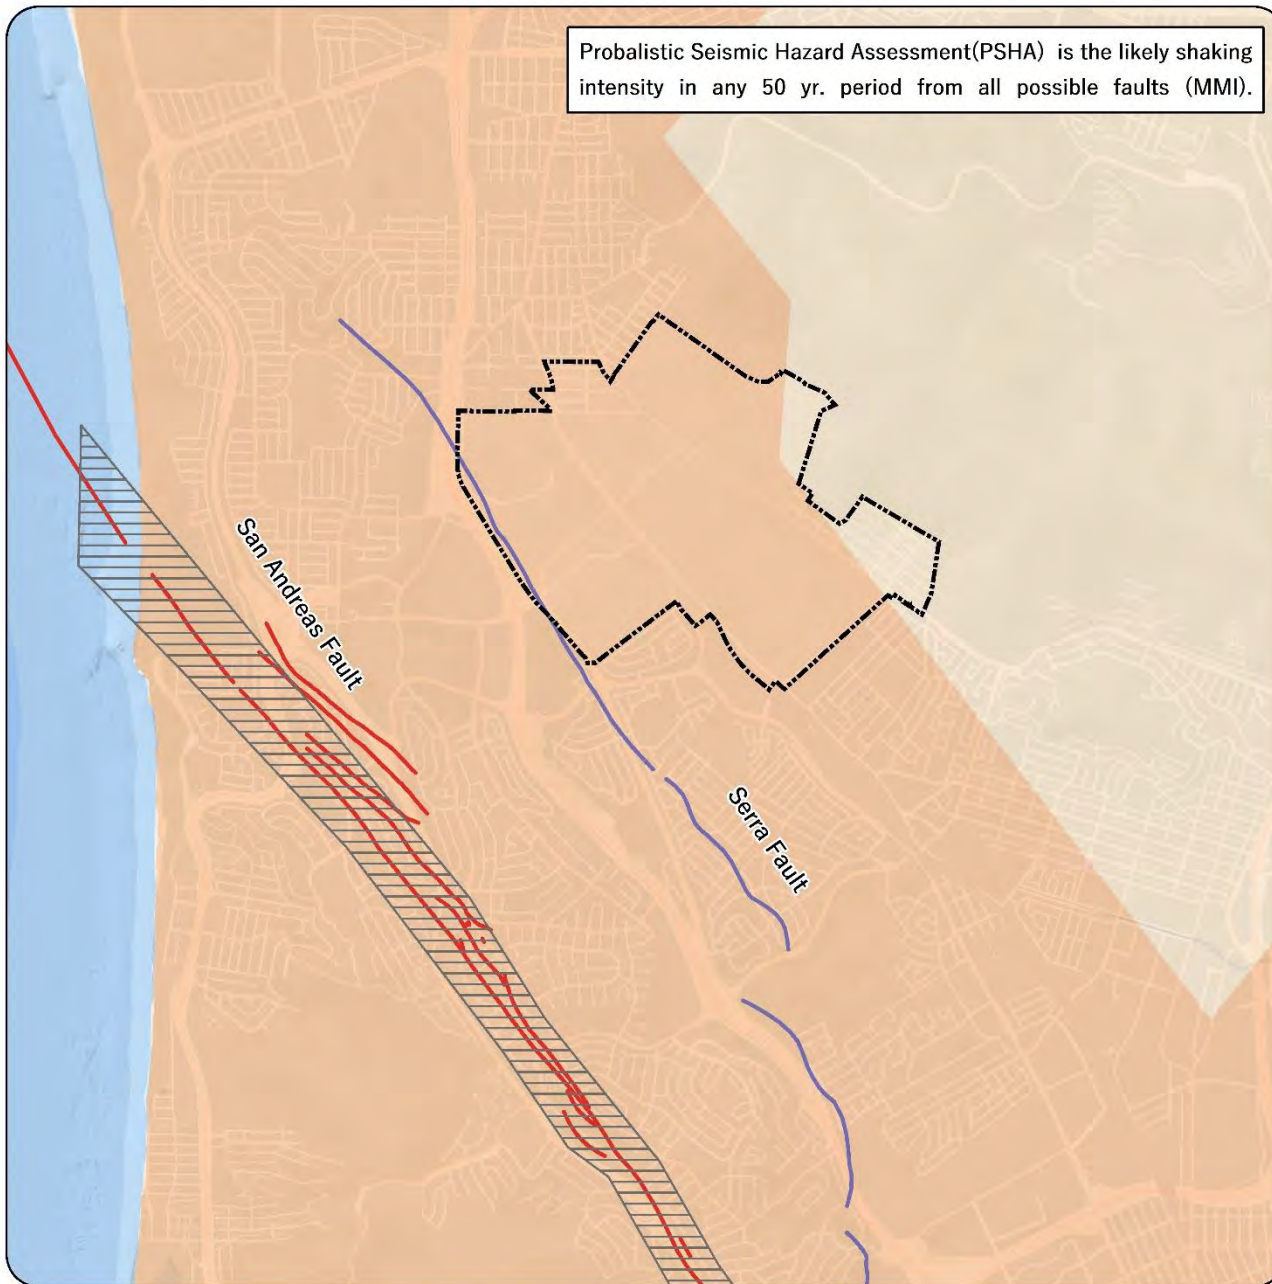 Probalistic Seismic Hazard Assessment(PSHA) is the likely shaking
intensity in any 50 yr. period from all possible faults (MMI).
San Andreas Fault
Serra Fault